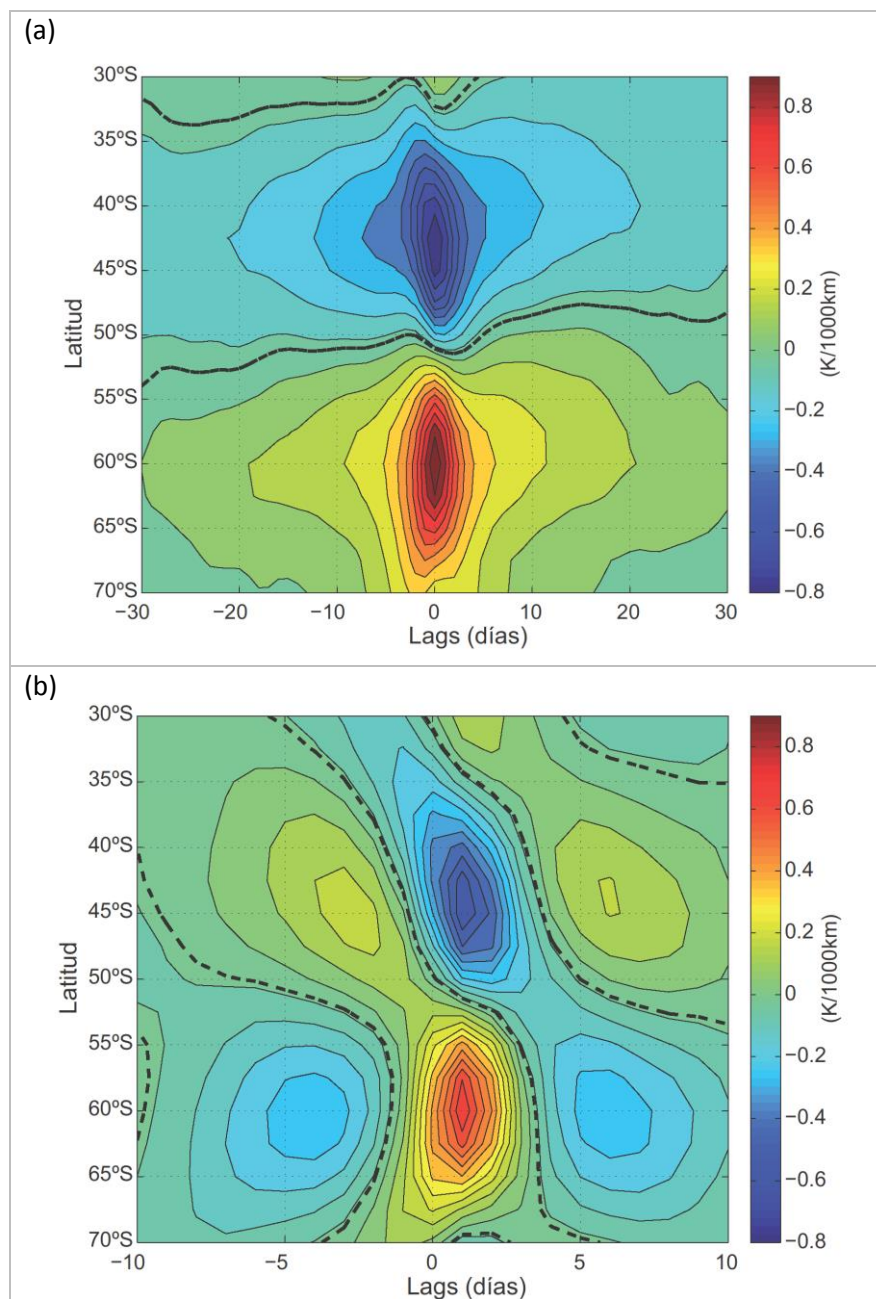 (a)
30ºS
35ºS
40ºS
45ºS
50ºS
55ºS
60ºS
65ºS
70ºS
Latitud
−30
−20
−10
0
10
20
30
Lags (días)
0.8
0.6
0.4
0.2
0
−0.2
−0.4
−0.6
−0.8
(K/1000km)
(b)
30ºS
35ºS
40ºS
45ºS
50ºS
55ºS
60ºS
65ºS
70ºS
Latitud
−10
−5
0
5
10
Lags (días)
0.8
0.6
0.4
0.2
0
−0.2
−0.4
−0.6
−0.8
(K/1000km)